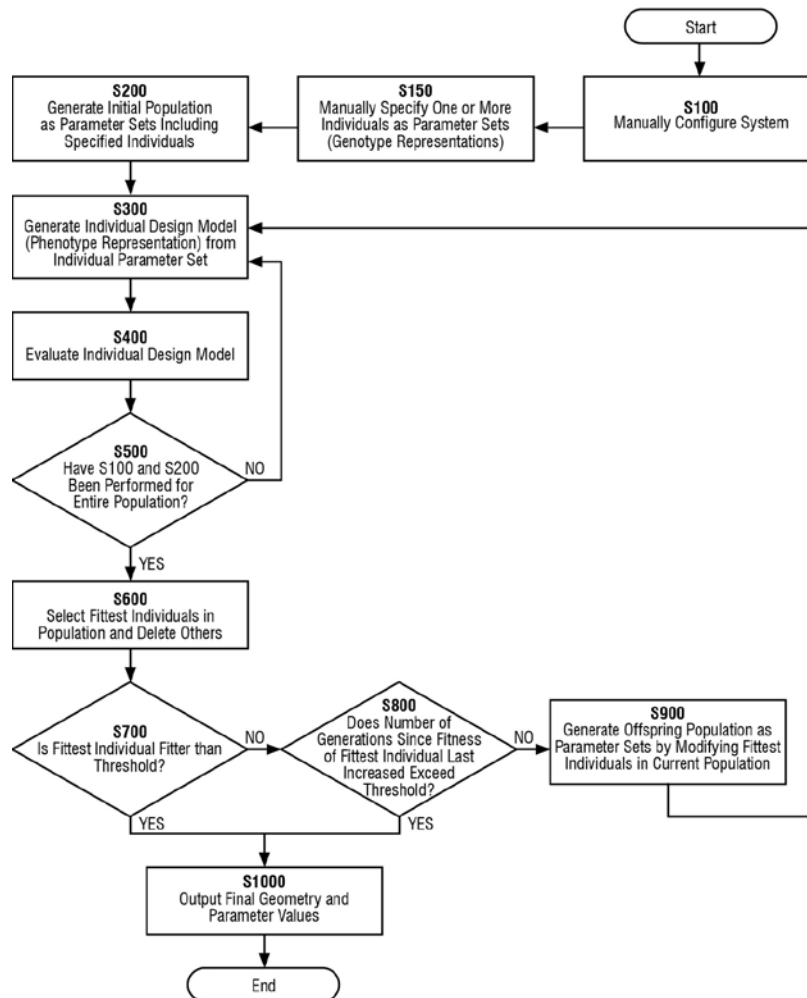 Start
S100
Manually Configure System
S150
Manually Specify One or More
Individuals as Parameter Sets
(Genotype Representations)
S200
Generate Initial Population
as Parameter Sets Including
Specified Individuals
S300
Generate Individual Design Model
(Phenotype Representation) from
Individual Parameter Set
S400
Evaluate Individual Design Model
S500
Have S100 and S200
Been Performed for
Entire Population?
NO
YES
S600
Select Fittest Individuals in
Population and Delete Others
S700
Is Fittest Individual Fitter than
Threshold?
NO
YES
S800
Does Number of
Generations Since Fitness
of Fittest Individual Last
Increased Exceed
Threshold?
NO
YES
S900
Generate Offspring Population as
Parameter Sets by Modifying Fittest
Individuals in Current Population
S1000
Output Final Geometry and
Parameter Values
End